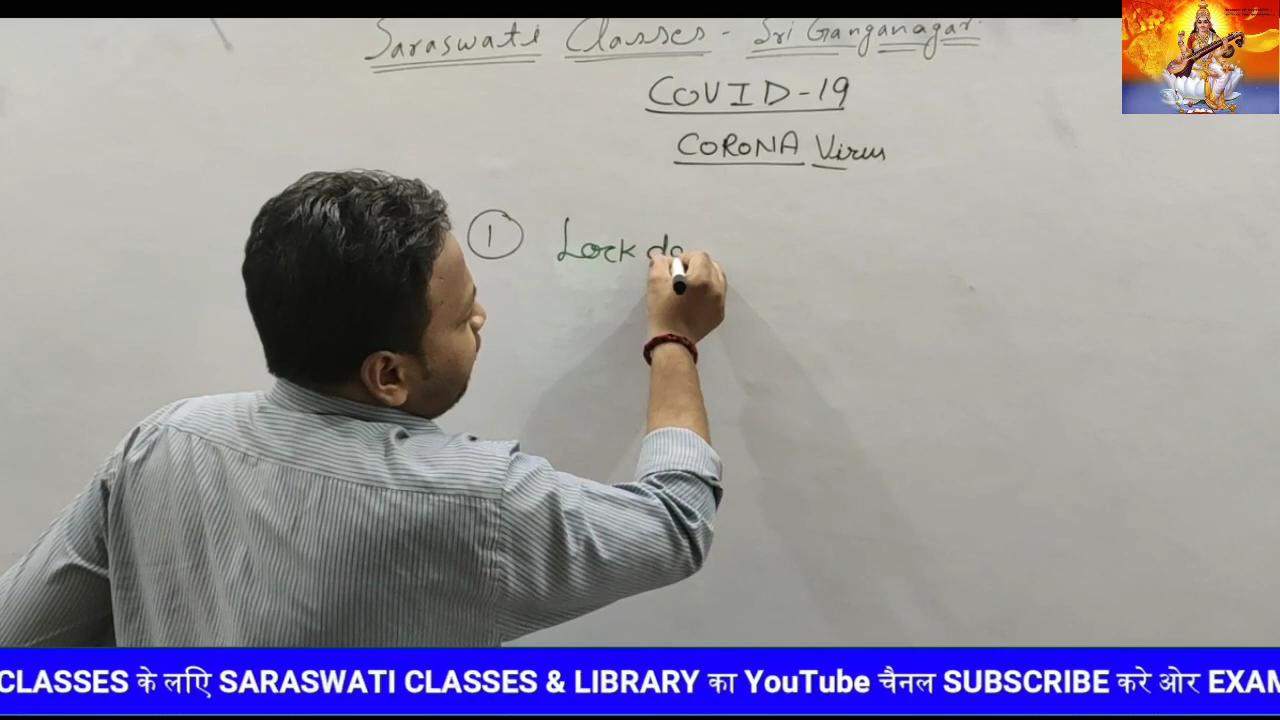 Saraswati Classes - Sri Ganganagar
COVID-19
CORONA Virus
1 Lock do
CLASSES के लिए SARASWATI CLASSES & LIBRARY का YouTube चैनल SUBSCRIBE करे ओर EXAM